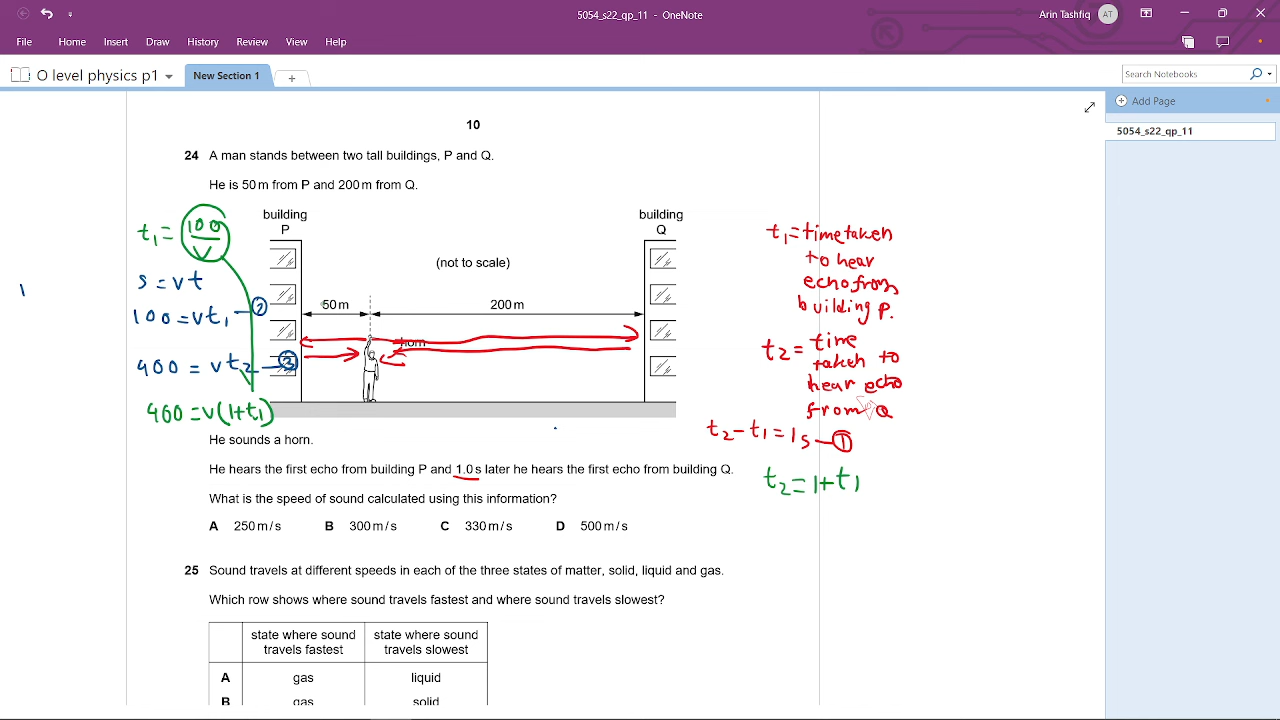 5054_s22_qp_11 - OneNote
Arin Tashfiq
AT
File Home Insert Draw History Review View Help
O level physics p1
New Section 1
+
Search Notebooks
Add Page
5054_s22_qp_11
10
24 A man stands between two tall buildings, P and Q.
He is 50 m from P and 200 m from Q.
building
P
building
Q
(not to scale)
50 m
200 m
horn
t₁ = 100/V
s = vt
100 = vt₁ — ②
400 = vt₂ — ③
400 = v(1+t₁)
t₁ = time taken
to hear
echo from
building P.
t₂ = time
taken to
hear echo
from Q
t₂ − t₁ = 1s — ①
t₂ = 1 + t₁
He sounds a horn.
He hears the first echo from building P and 1.0 s later he hears the first echo from building Q.
What is the speed of sound calculated using this information?
A 250 m / s B 300 m / s C 330 m / s D 500 m / s
25 Sound travels at different speeds in each of the three states of matter, solid, liquid and gas.
Which row shows where sound travels fastest and where sound travels slowest?
state where sound
travels fastest
state where sound
travels slowest
A gas liquid
B gas solid